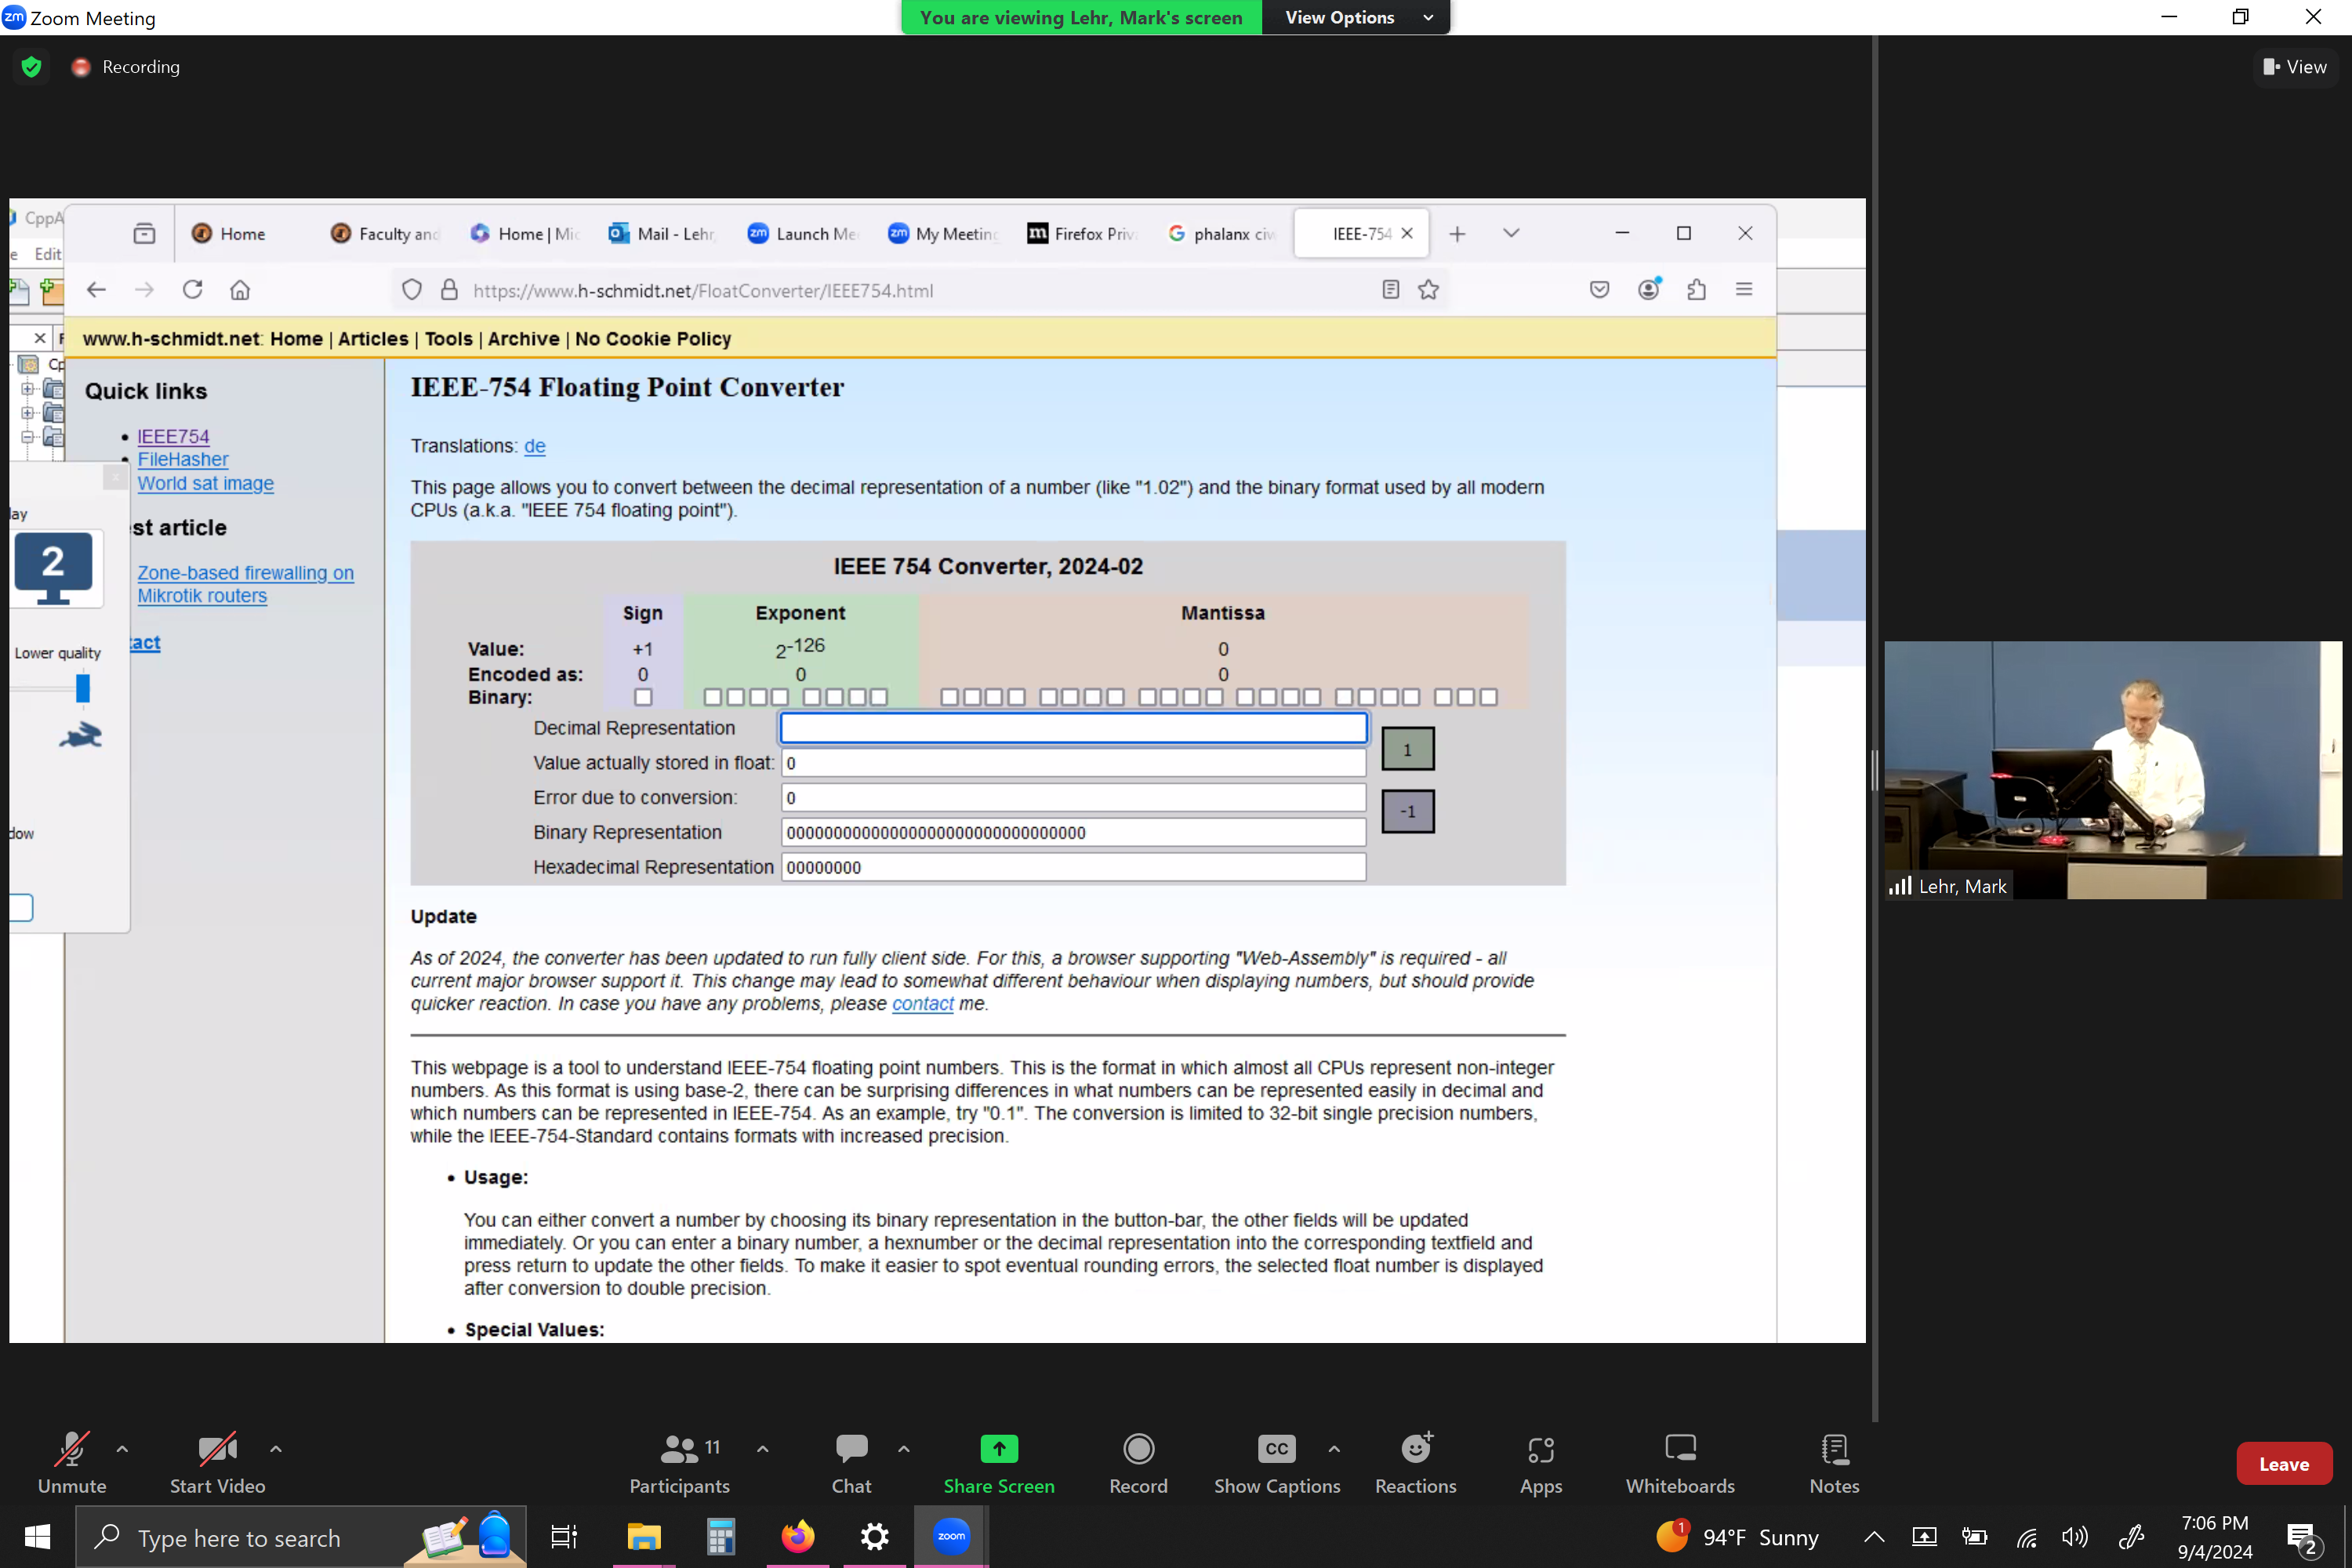 zm Zoom Meeting
You are viewing Lehr, Mark's screen
View Options
Recording
View
CppA
Home
Faculty and
Home | Mic
Mail - Lehr,
zm Launch Me
zm My Meeting
m Firefox Priv
G phalanx civ
IEEE-754
e Edit
https://www.h-schmidt.net/FloatConverter/IEEE754.html
www.h-schmidt.net: Home | Articles | Tools | Archive | No Cookie Policy
Cp
Quick links
• IEEE754
• FileHasher
World sat image
st article
Zone-based firewalling on
Mikrotik routers
tact
lay
2
Lower quality
dow
IEEE-754 Floating Point Converter
Translations: de
This page allows you to convert between the decimal representation of a number (like "1.02") and the binary format used by all modern
CPUs (a.k.a. "IEEE 754 floating point").
IEEE 754 Converter, 2024-02
Sign Exponent Mantissa
Value: +1 2-126 0
Encoded as: 0 0 0
Binary:
Decimal Representation
Value actually stored in float: 0
1
Error due to conversion: 0
-1
Binary Representation 00000000000000000000000000000000
Hexadecimal Representation 00000000
Update
As of 2024, the converter has been updated to run fully client side. For this, a browser supporting "Web-Assembly" is required - all
current major browser support it. This change may lead to somewhat different behaviour when displaying numbers, but should provide
quicker reaction. In case you have any problems, please contact me.
This webpage is a tool to understand IEEE-754 floating point numbers. This is the format in which almost all CPUs represent non-integer
numbers. As this format is using base-2, there can be surprising differences in what numbers can be represented easily in decimal and
which numbers can be represented in IEEE-754. As an example, try "0.1". The conversion is limited to 32-bit single precision numbers,
while the IEEE-754-Standard contains formats with increased precision.
• Usage:
You can either convert a number by choosing its binary representation in the button-bar, the other fields will be updated
immediately. Or you can enter a binary number, a hexnumber or the decimal representation into the corresponding textfield and
press return to update the other fields. To make it easier to spot eventual rounding errors, the selected float number is displayed
after conversion to double precision.
• Special Values:
Lehr, Mark
Unmute
Start Video
11
Participants
Chat
Share Screen
Record
CC
Show Captions
Reactions
Apps
Whiteboards
Notes
Leave
Type here to search
zoom
1
94°F Sunny
7:06 PM
9/4/2024
2